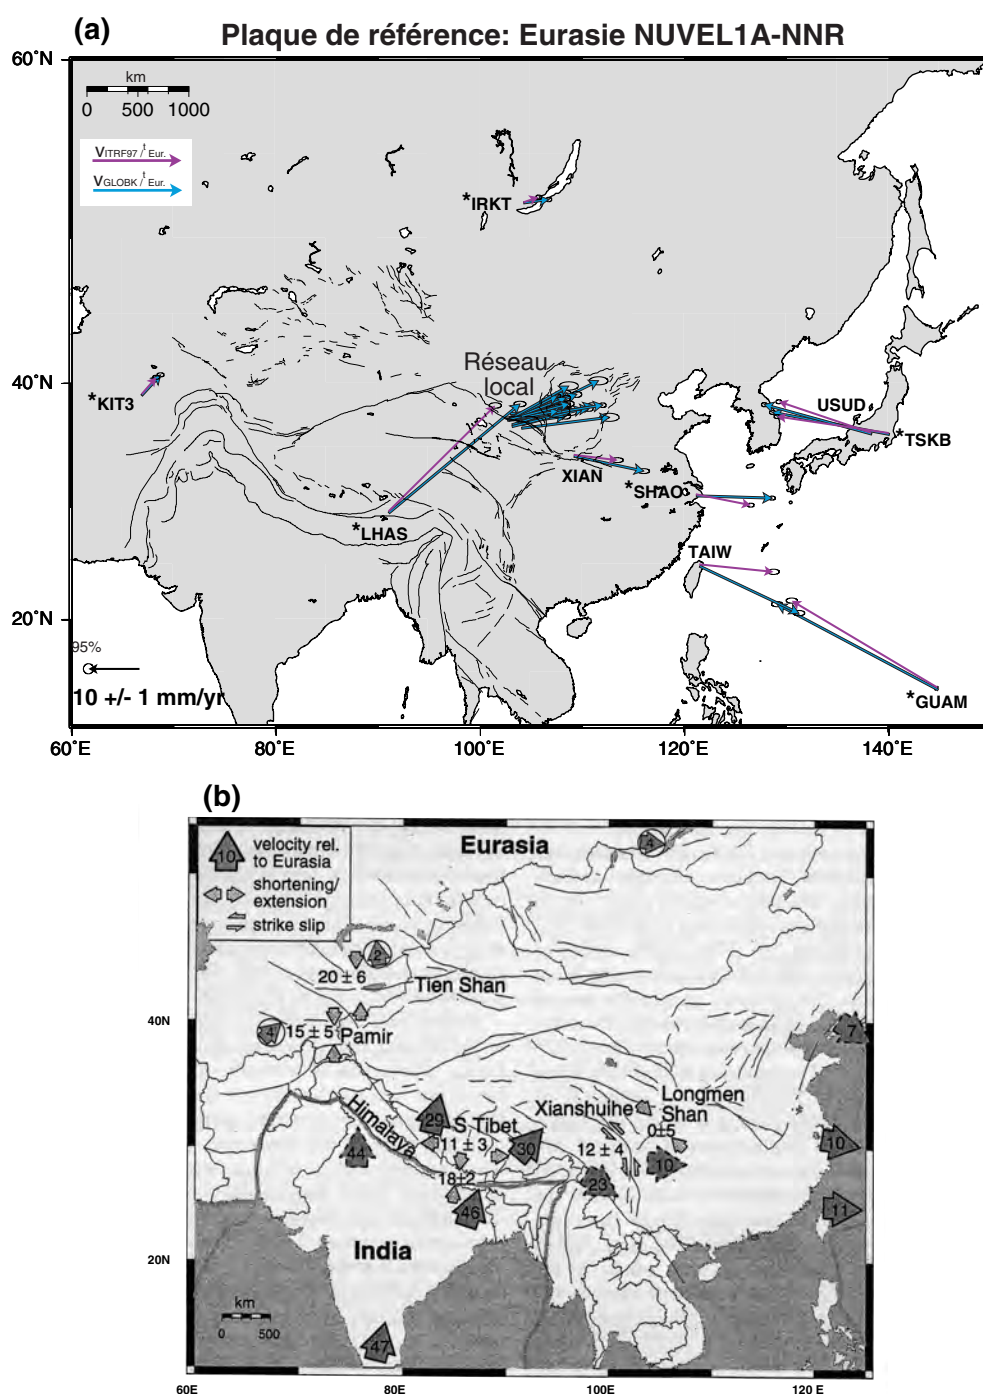 (a)
Plaque de référence: Eurasie NUVEL1A-NNR
60˚N
km
0 500 1000
VITRF97 /t Eur.
VGLOBK /t Eur.
*IRKT
Réseau
local
40˚N
*KIT3
USUD
*TSKB
XIAN
*SHAO
*LHAS
TAIW
20˚N
95%
10 +/- 1 mm/yr
*GUAM
60˚E 80˚E 100˚E 120˚E 140˚E
(b)
10 velocity rel.
to Eurasia
shortening/
extension
strike slip
Eurasia
4
2
20 ± 6
Tien Shan
40N
4
15 ± 5
Pamir
7
Himalaya
29
S Tibet
11 ± 3
30
Xianshuihe
Longmen
Shan
0±5
12 ± 4
10
10
44
18±2
23
46
11
India
20N
km
0 500
47
60E 80E 100E 120 E